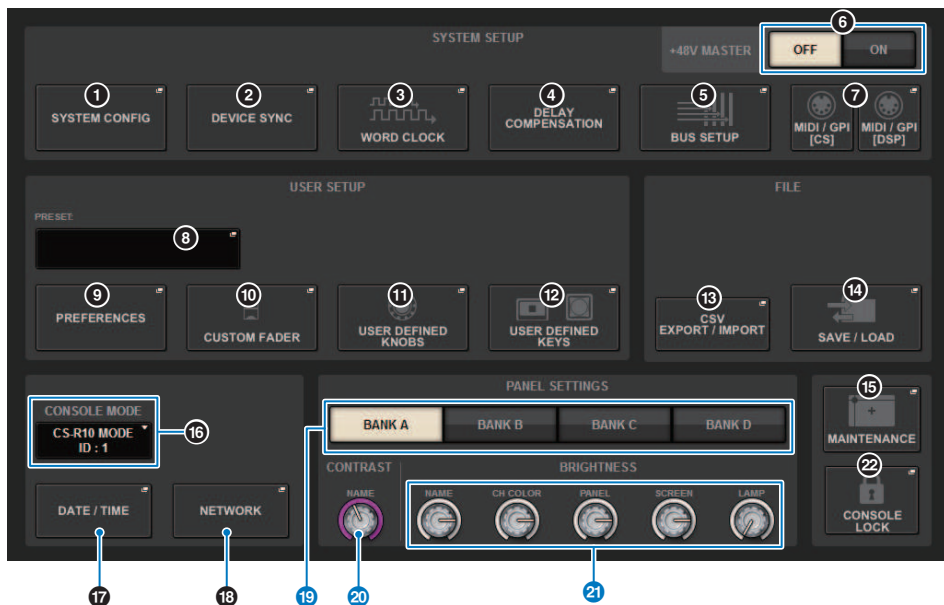 SYSTEM SETUP
+48V MASTER
6
OFF
ON
1
SYSTEM CONFIG
2
DEVICE SYNC
3
WORD CLOCK
4
DELAY
COMPENSATION
5
BUS SETUP
7
MIDI / GPI
[CS]
MIDI / GPI
[DSP]
USER SETUP
PRESET:
8
9
PREFERENCES
10
CUSTOM FADER
11
USER DEFINED
KNOBS
12
USER DEFINED
KEYS
FILE
13
CSV
EXPORT / IMPORT
14
SAVE / LOAD
CONSOLE MODE
CS-R10 MODE
ID : 1
16
DATE / TIME
NETWORK
PANEL SETTINGS
BANK A
BANK B
BANK C
BANK D
CONTRAST
BRIGHTNESS
NAME
NAME
CH COLOR
PANEL
SCREEN
LAMP
15
MAINTENANCE
22
CONSOLE
LOCK
17
18
19
20
21